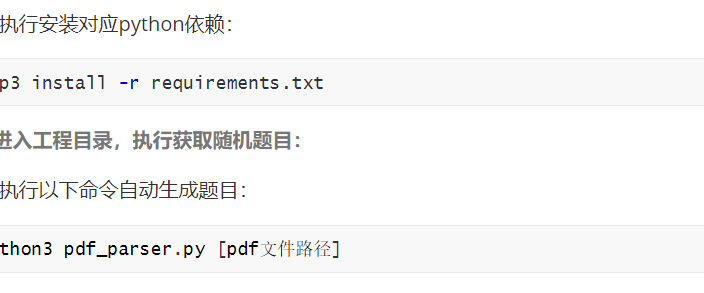 执行安装对应python依赖：
p3 install -r requirements.txt
进入工程目录，执行获取随机题目：
执行以下命令自动生成题目：
thon3 pdf_parser.py [pdf文件路径]